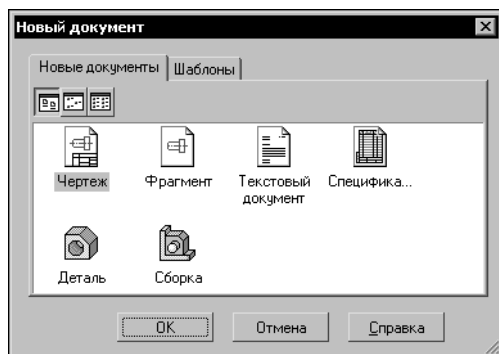 Новый документ
Новые документы Шаблоны
Чертеж Фрагмент Текстовый документ Специфика...
Деталь Сборка
OK Отмена Справка